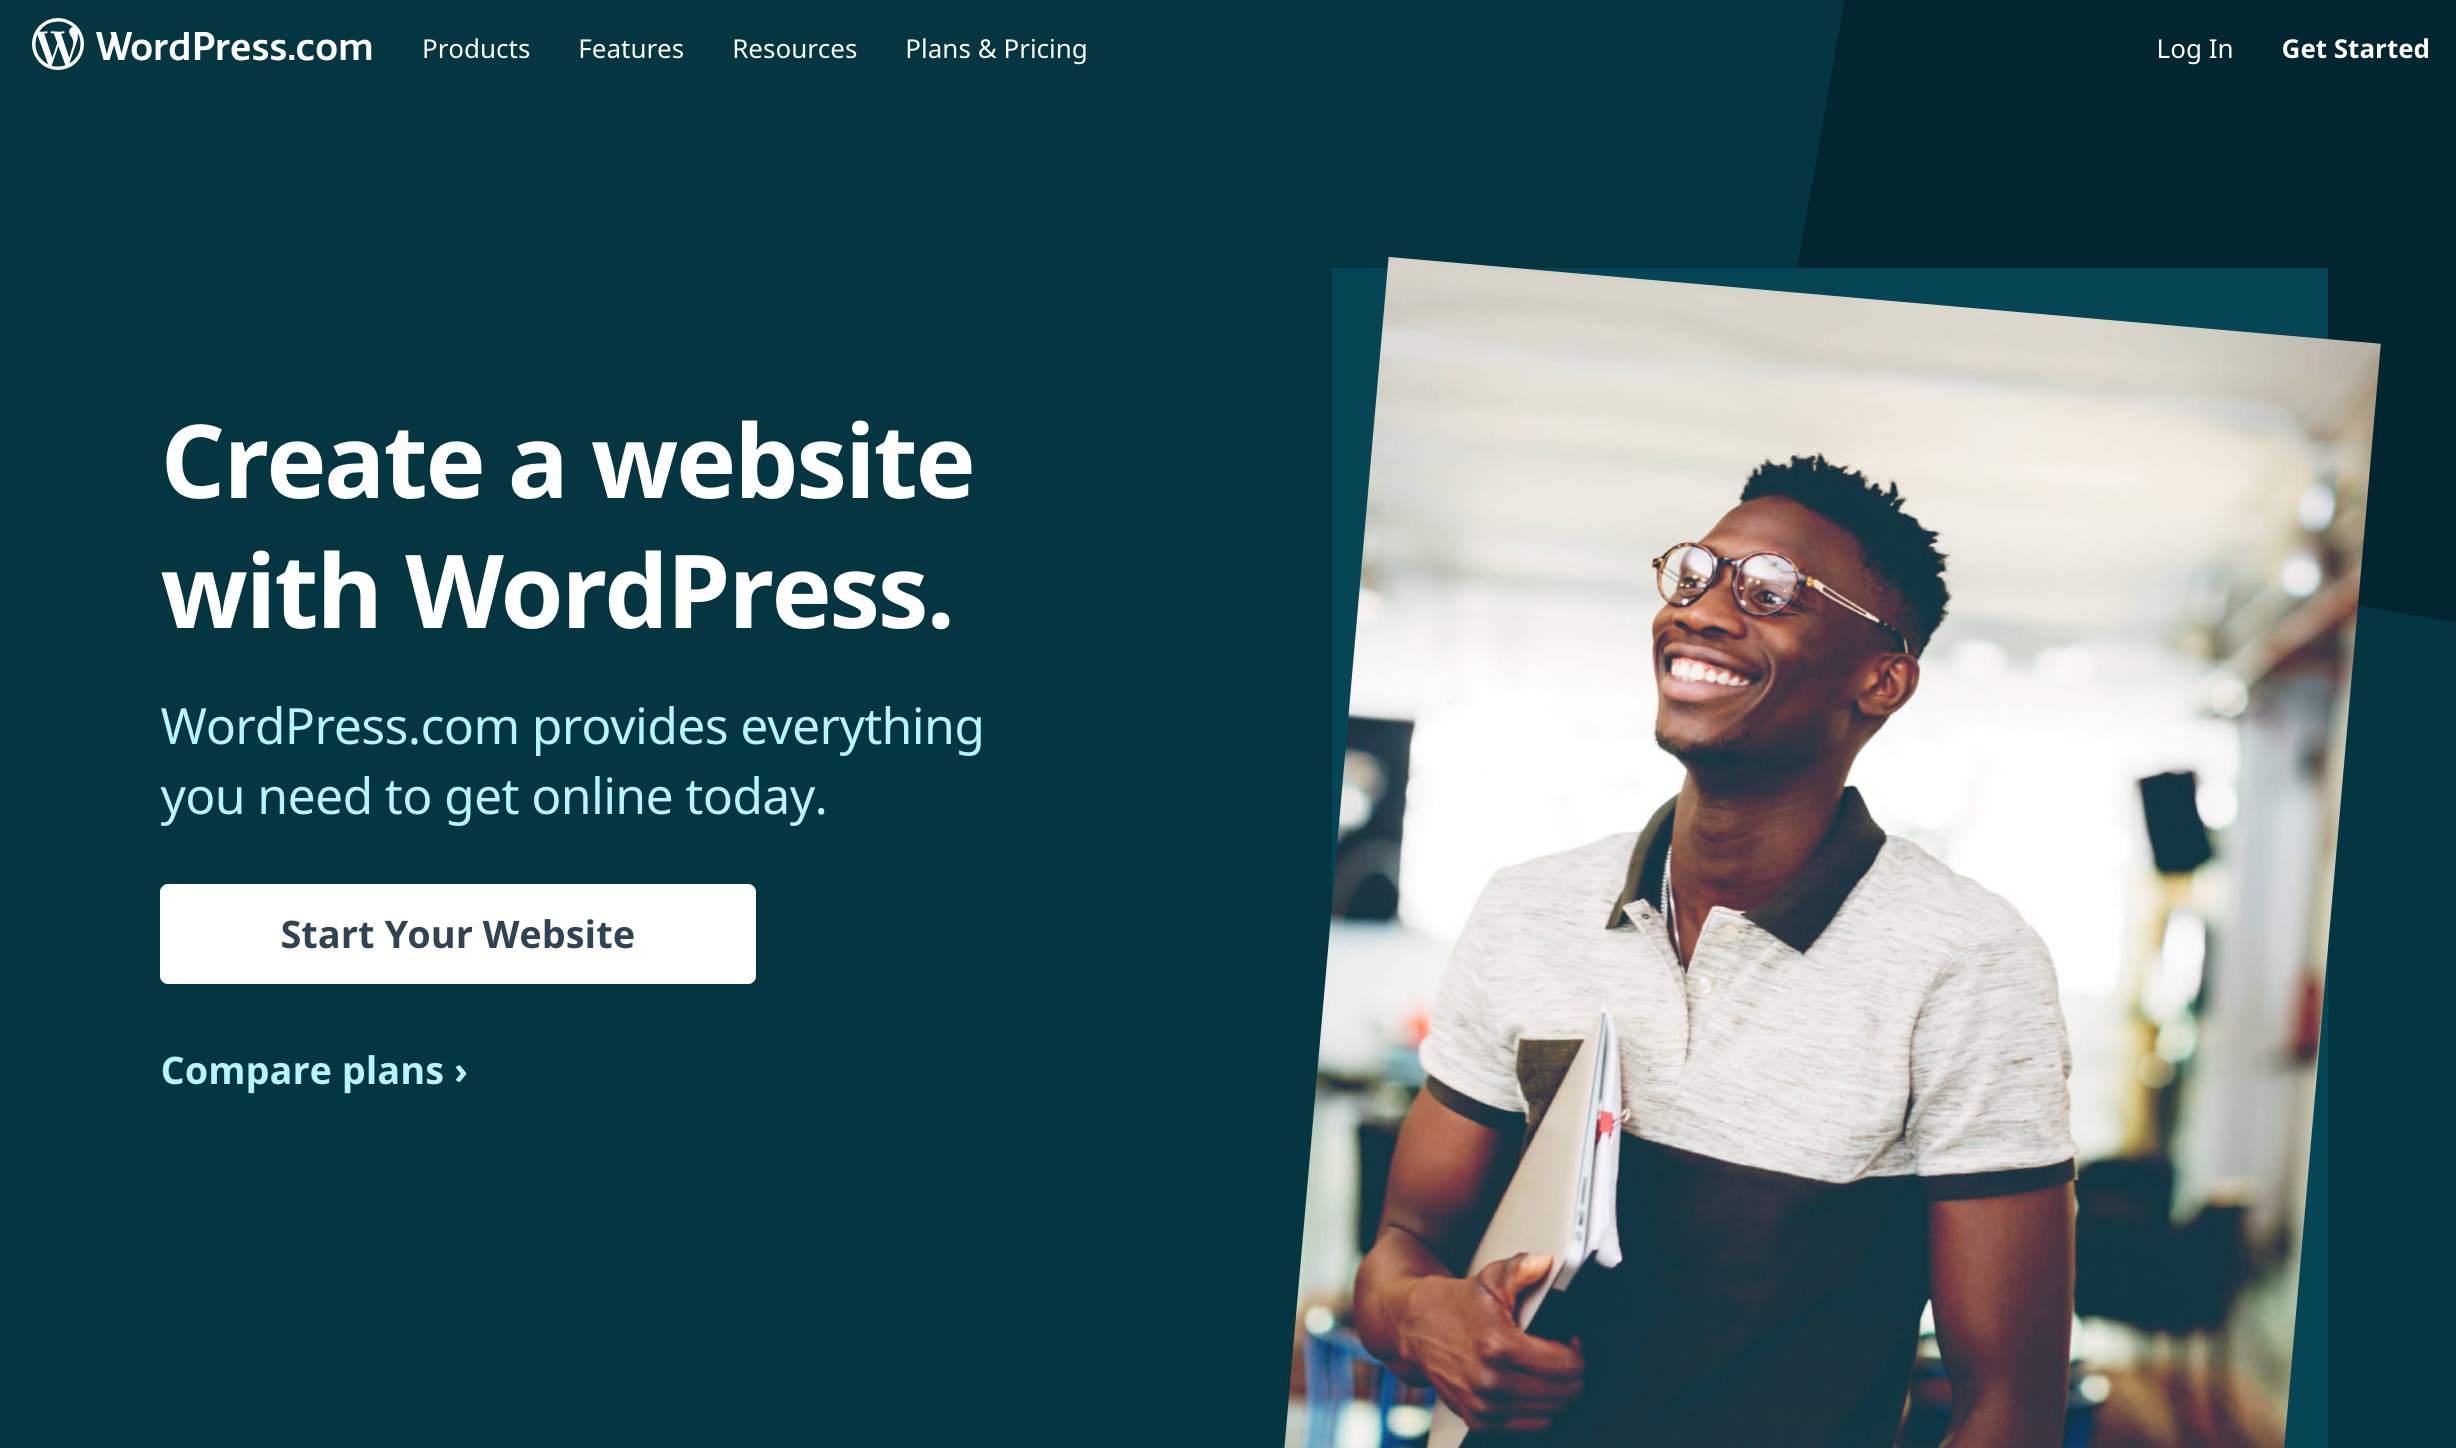 WordPress.com
Products
Features
Resources
Plans & Pricing
Log In
Get Started
Create a website
with WordPress.
WordPress.com provides everything
you need to get online today.
Start Your Website
Compare plans ›